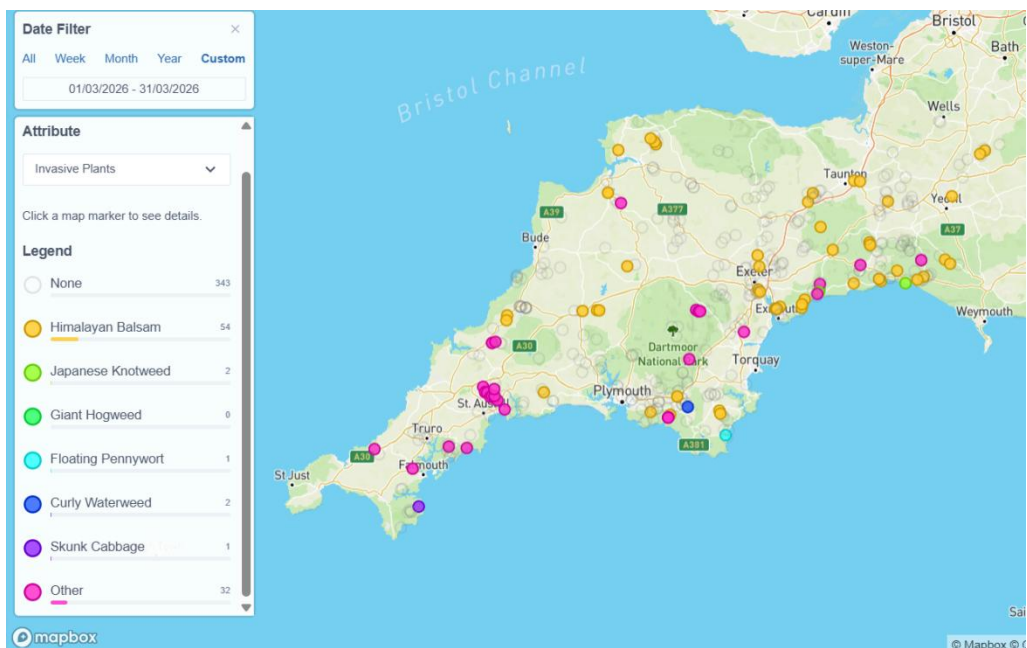 Date Filter ×
All Week Month Year Custom
01/03/2026 - 31/03/2026
Attribute
Invasive Plants
Click a map marker to see details.
Legend
None 343
Himalayan Balsam 54
Japanese Knotweed 2
Giant Hogweed 0
Floating Pennywort 1
Curly Waterweed 2
Skunk Cabbage 1
Other 32
mapbox
Cardiff
Bristol
Weston-
super-Mare
Bath
Bristol Channel
Wells
Taunton
Yeovil
A39
A377
A37
Bude
Exeter
Exmouth
Weymouth
A30
Dartmoor
National Park
Torquay
Plymouth
St. Austell
Truro
A381
A30
Falmouth
St Just
Sai
© Mapbox © O